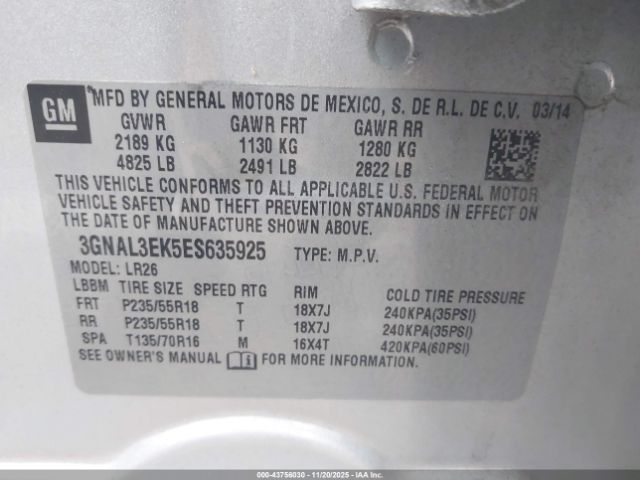 GM
MFD BY GENERAL MOTORS DE MEXICO, S. DE R.L. DE C.V. 03/14
GVWR GAWR FRT GAWR RR
2189 KG 1130 KG 1280 KG
4825 LB 2491 LB 2822 LB
THIS VEHICLE CONFORMS TO ALL APPLICABLE U.S. FEDERAL MOTOR
VEHICLE SAFETY AND THEFT PREVENTION STANDARDS IN EFFECT ON
THE DATE OF MANUFACTURE SHOWN ABOVE.
3GNAL3EK5ES635925 TYPE: M.P.V.
MODEL: LR26
LBBM TIRE SIZE SPEED RTG RIM COLD TIRE PRESSURE
FRT P235/55R18 T 18X7J 240KPA(35PSI)
RR P235/55R18 T 18X7J 240KPA(35PSI)
SPA T135/70R16 M 16X4T 420KPA(60PSI)
SEE OWNER'S MANUAL FOR MORE INFORMATION.
000-43756030 - 11/20/2025 - IAA Inc.